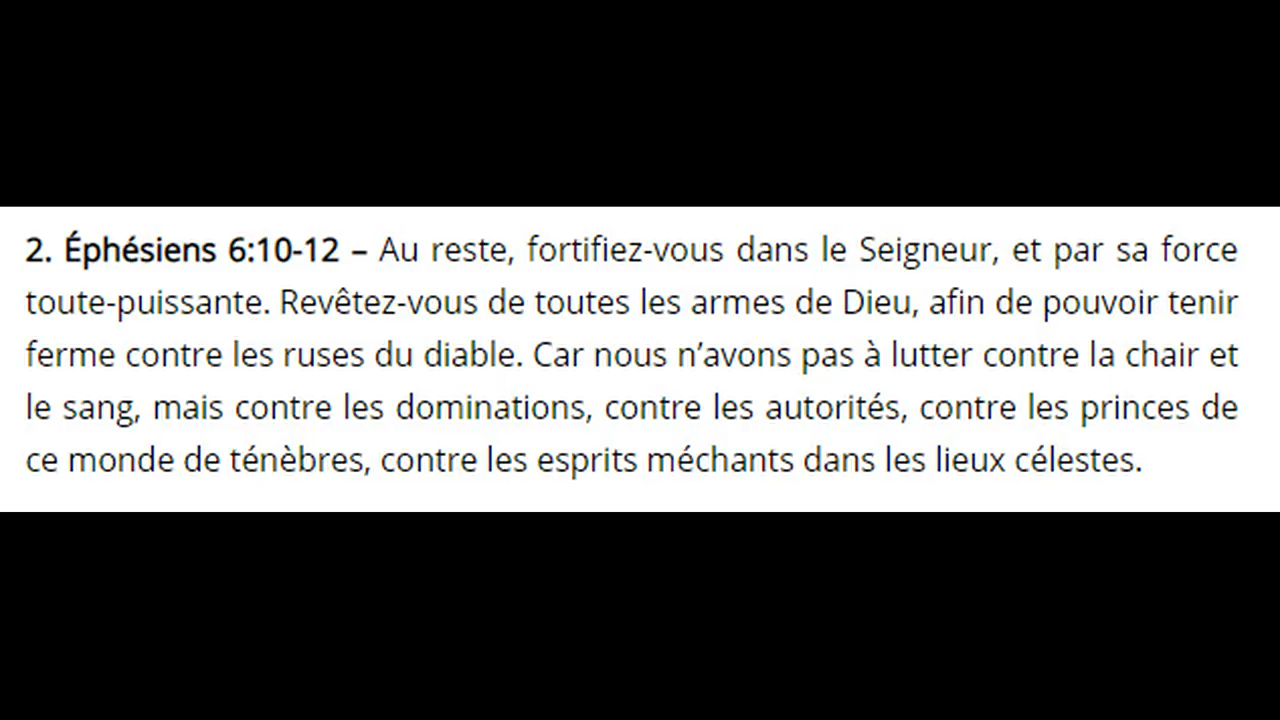 2. Éphésiens 6:10-12 – Au reste, fortifiez-vous dans le Seigneur, et par sa force
toute-puissante. Revêtez-vous de toutes les armes de Dieu, afin de pouvoir tenir
ferme contre les ruses du diable. Car nous n’avons pas à lutter contre la chair et
le sang, mais contre les dominations, contre les autorités, contre les princes de
ce monde de ténèbres, contre les esprits méchants dans les lieux célestes.